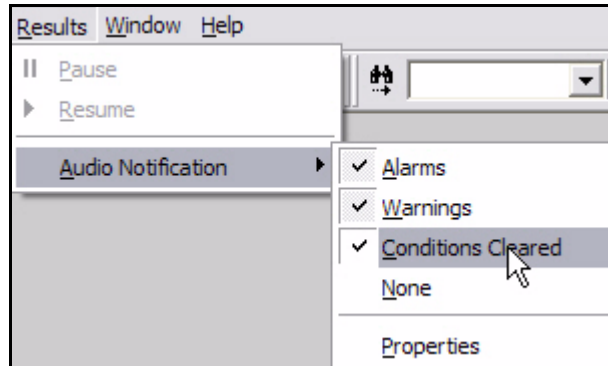 Results Window Help
Pause
Resume
Audio Notification
Alarms
Warnings
Conditions Cleared
None
Properties